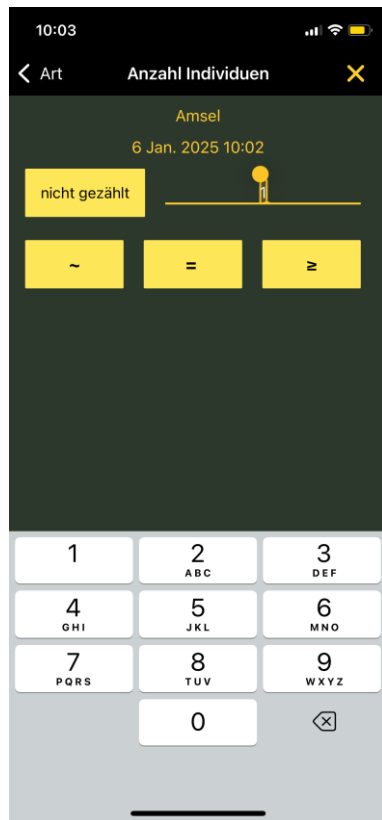 10:03
Art Anzahl Individuen
Amsel
6 Jan. 2025 10:02
nicht gezählt 1
~ = ≥
1 2 3
ABC DEF
4 5 6
GHI JKL MNO
7 8 9
PQRS TUV WXYZ
0